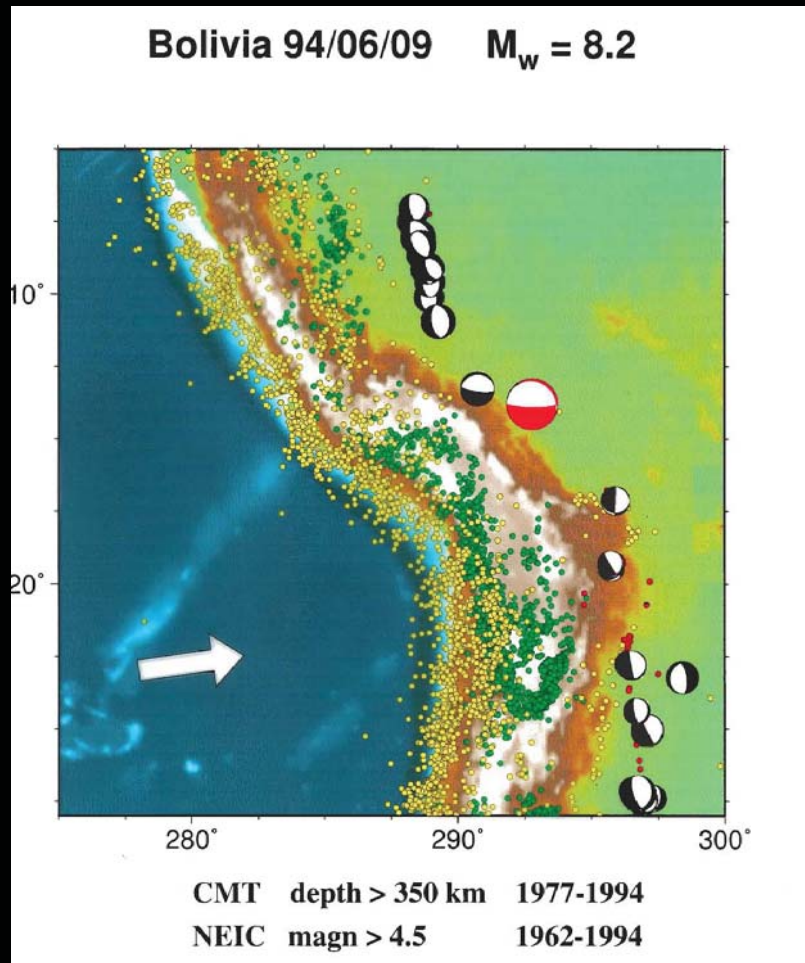 Bolivia 94/06/09 Mw = 8.2
10°
20°
280° 290° 300°
CMT depth > 350 km 1977-1994
NEIC magn > 4.5 1962-1994